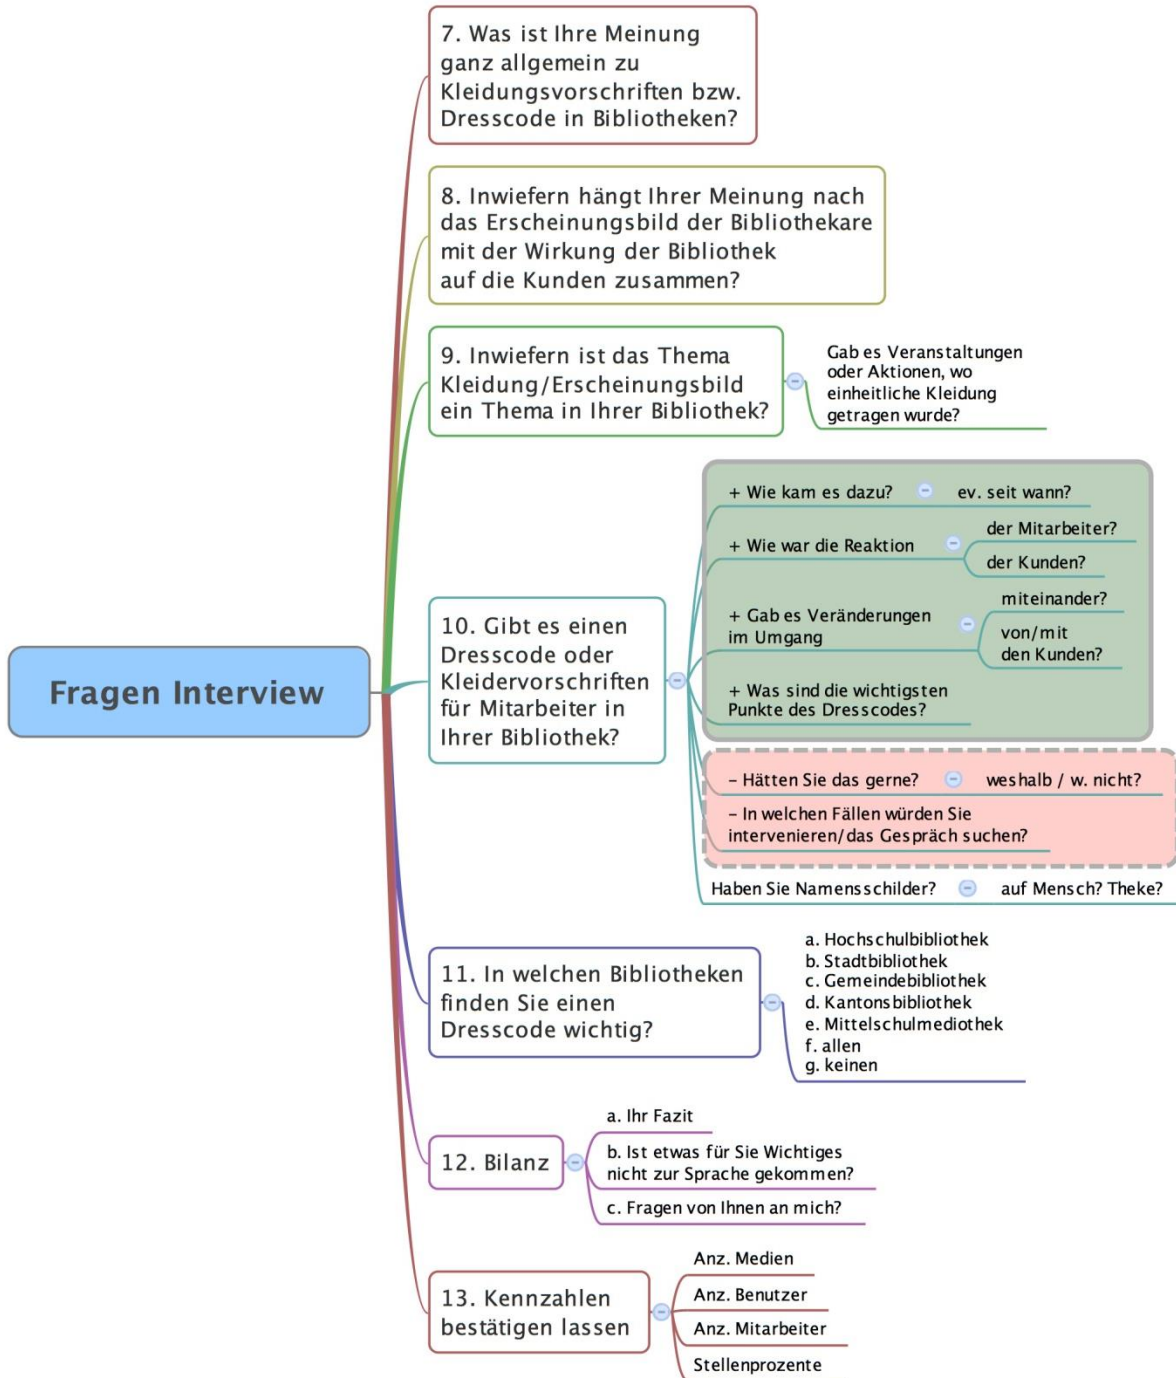 7. Was ist Ihre Meinung
ganz allgemein zu
Kleidungsvorschriften bzw.
Dresscode in Bibliotheken?
8. Inwiefern hängt Ihrer Meinung nach
das Erscheinungsbild der Bibliothekare
mit der Wirkung der Bibliothek
auf die Kunden zusammen?
9. Inwiefern ist das Thema
Kleidung/Erscheinungsbild
ein Thema in Ihrer Bibliothek?
Gab es Veranstaltungen
oder Aktionen, wo
einheitliche Kleidung
getragen wurde?
Fragen Interview
10. Gibt es einen
Dresscode oder
Kleidervorschriften
für Mitarbeiter in
Ihrer Bibliothek?
+ Wie kam es dazu?
ev. seit wann?
+ Wie war die Reaktion
der Mitarbeiter?
der Kunden?
+ Gab es Veränderungen
im Umgang
miteinander?
von/mit
den Kunden?
+ Was sind die wichtigsten
Punkte des Dresscodes?
– Hätten Sie das gerne?
weshalb / w. nicht?
– In welchen Fällen würden Sie
intervenieren/das Gespräch suchen?
Haben Sie Namensschilder?
auf Mensch? Theke?
11. In welchen Bibliotheken
finden Sie einen
Dresscode wichtig?
a. Hochschulbibliothek
b. Stadtbibliothek
c. Gemeindebibliothek
d. Kantonsbibliothek
e. Mittelschulmediothek
f. allen
g. keinen
12. Bilanz
a. Ihr Fazit
b. Ist etwas für Sie Wichtiges
nicht zur Sprache gekommen?
c. Fragen von Ihnen an mich?
13. Kennzahlen
bestätigen lassen
Anz. Medien
Anz. Benutzer
Anz. Mitarbeiter
Stellenprozente